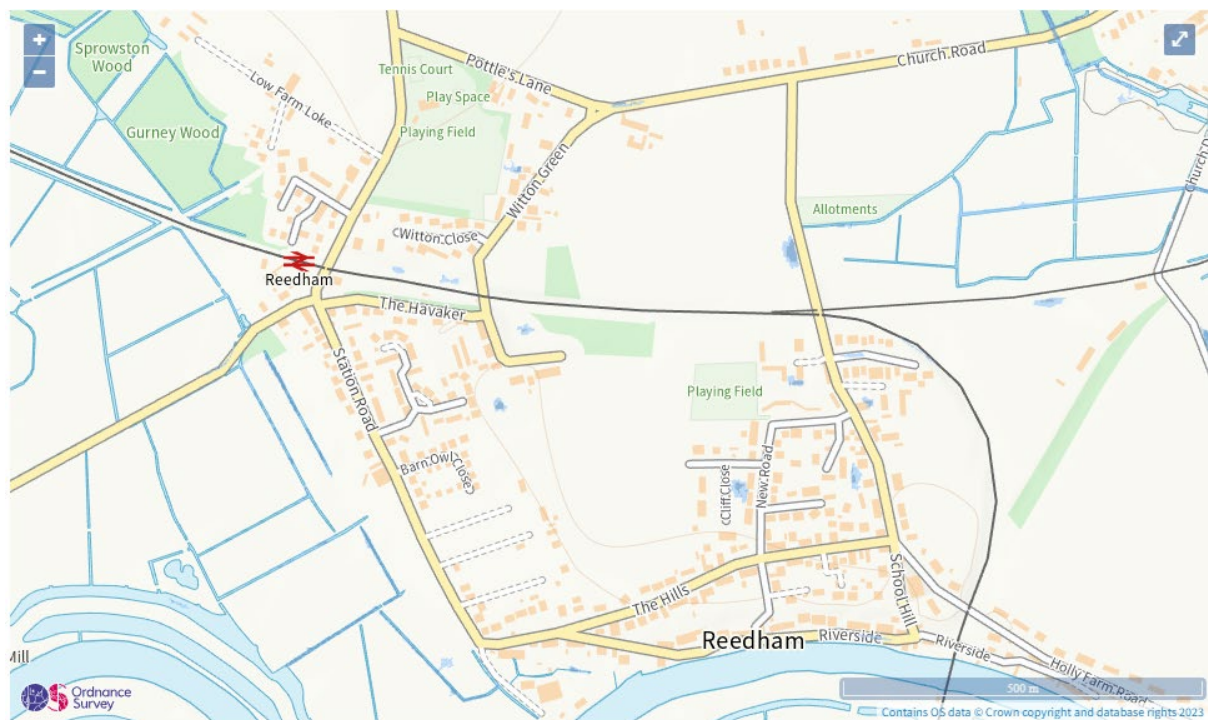 +
−
Sprowston
Wood
Low Farm Loke
Gurney Wood
Tennis Court
Play Space
Playing Field
Pottle's Lane
Church Road
Witton Green
Witton Close
Allotments
Reedham
The Havaker
Station Road
Playing Field
Barn Owl Close
Cliff Close
New Road
The Hills
School Hill
Reedham
Riverside
Riverside
Holly Farm Road
Mill
Ordnance
Survey
500 m
Contains OS data © Crown copyright and database rights 2023